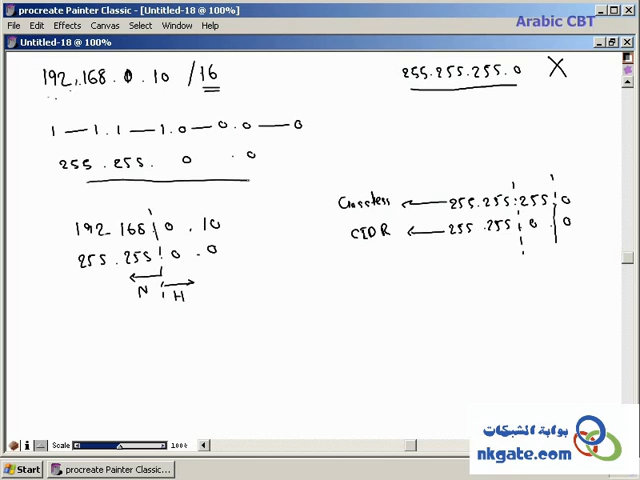 procreate Painter Classic - [Untitled-18 @ 100%]
Arabic CBT
File Edit Effects Canvas Select Window Help
Untitled-18 @ 100%
192.168.0.10 /16
255.255.255.0 X
1 — 1.1 — 1.0 — 0.0 — 0
255.255. 0 . 0
Classless ← 255.255.255.0
CIDR ← 255.255.0.0
192.168.0.10
255.255.0.0
N H
Scale 100%
بوابة الشبكات
nkgate.com
Start procreate Painter Classic...